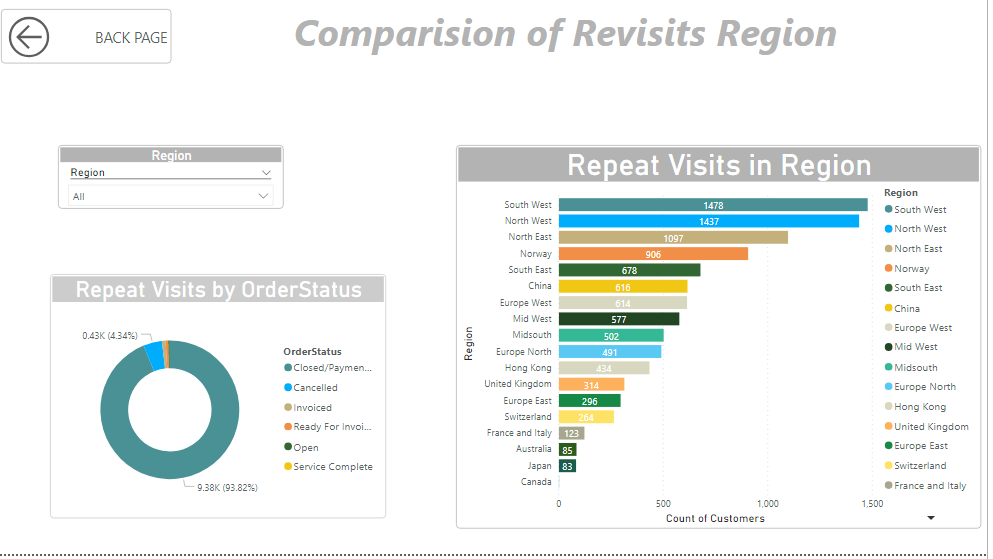 BACK PAGE
Comparision of Revisits Region
Region
Region
All
Repeat Visits by OrderStatus
0.43K (4.34%)
9.38K (93.82%)
OrderStatus
Closed/Paymen...
Cancelled
Invoiced
Ready For Invoi...
Open
Service Complete
Repeat Visits in Region
Region
South West 1478
North West 1437
North East 1097
Norway 906
South East 678
China 616
Europe West 614
Mid West 577
Midsouth 502
Europe North 491
Hong Kong 434
United Kingdom 314
Europe East 296
Switzerland 264
France and Italy 123
Australia 85
Japan 83
Canada
0 500 1,000 1,500
Count of Customers
Region
South West
North West
North East
Norway
South East
China
Europe West
Mid West
Midsouth
Europe North
Hong Kong
United Kingdom
Europe East
Switzerland
France and Italy